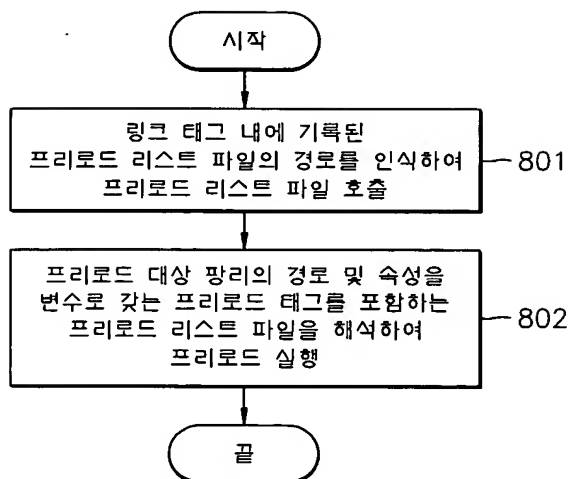 시작
링크 태그 내에 기록된
프리로드 리스트 파일의 경로를 인식하여
프리로드 리스트 파일 호출
801
프리로드 대상 팡리의 경로 및 속성을
변수로 갖는 프리로드 태그를 포함하는
프리로드 리스트 파일을 해석하여
프리로드 실행
802
끝